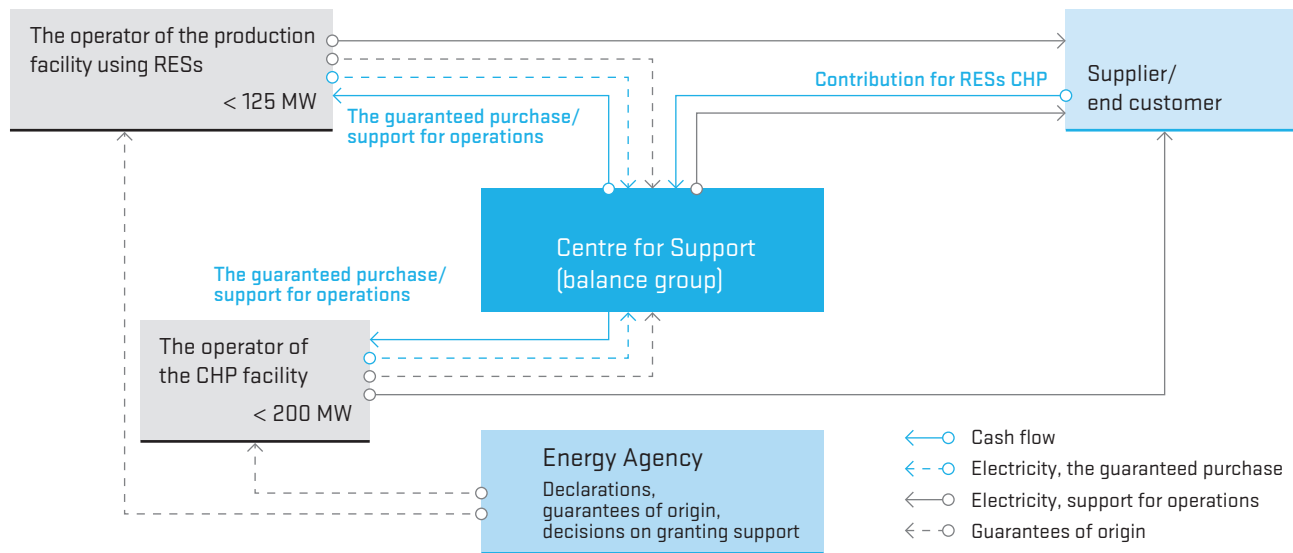 The operator of the production
facility using RESs
< 125 MW
The guaranteed purchase/
support for operations
Contribution for RESs CHP
Supplier/
end customer
Centre for Support
(balance group)
The guaranteed purchase/
support for operations
The operator of
the CHP facility
< 200 MW
Energy Agency
Declarations,
guarantees of origin,
decisions on granting support
Cash flow
Electricity, the guaranteed purchase
Electricity, support for operations
Guarantees of origin